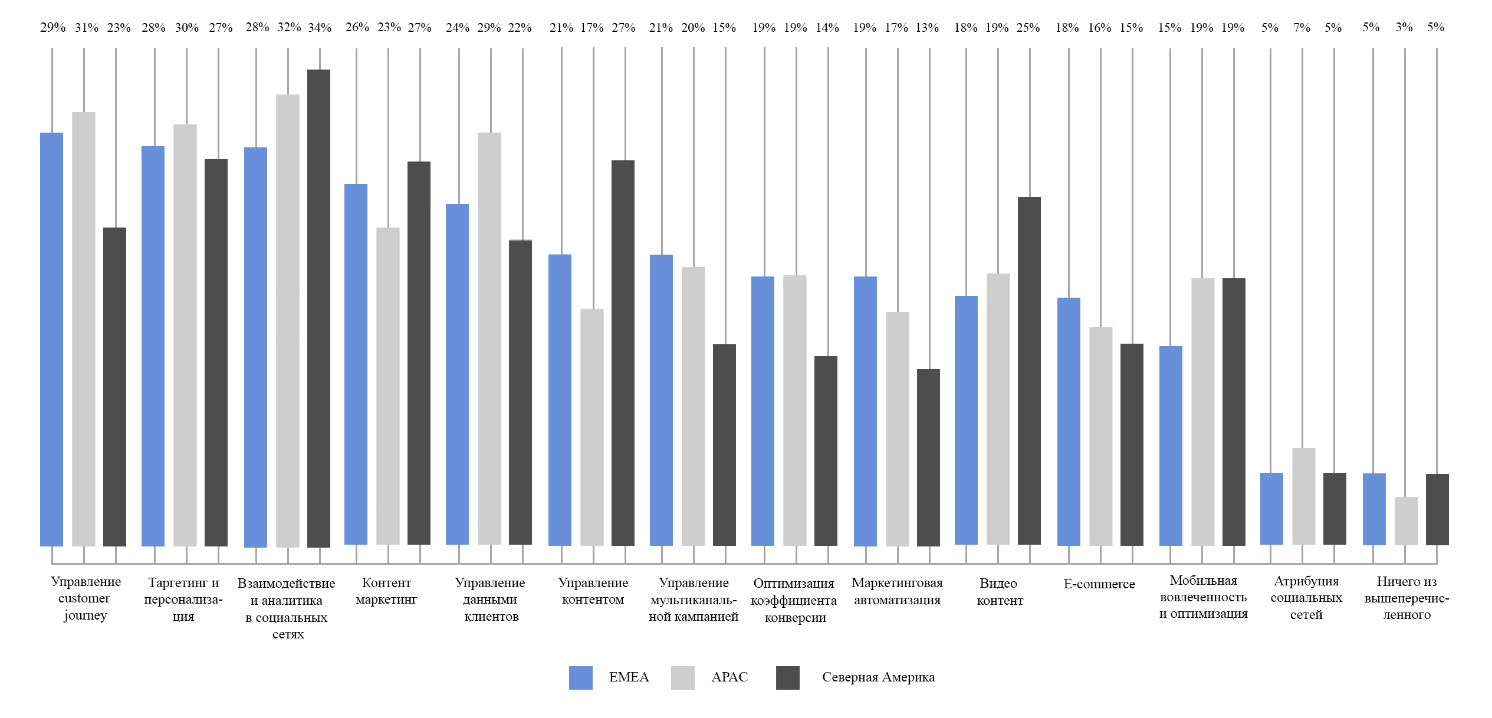 29% 31% 23% 28% 30% 27% 28% 32% 34% 26% 23% 27% 24% 29% 22% 21% 17% 27% 21% 20% 15% 19% 19% 14% 19% 17% 13% 18% 19% 25% 18% 16% 15% 15% 19% 19% 5% 7% 5% 5% 3% 5%
Управление
customer
journey
Таргетинг и
персонализа-
ция
Взаимодействие
и аналитика
в социальных
сетях
Контент
маркетинг
Управление
данными
клиентов
Управление
контентом
Управление
мультиканаль-
ной кампанией
Оптимизация
коэффициента
конверсии
Маркетинговая
автоматизация
Видео
контент
E-commerce
Мобильная
вовлеченность
и оптимизация
Атрибуция
социальных
сетей
Ничего из
вышеперечис-
ленного
EMEA APAC Северная Америка